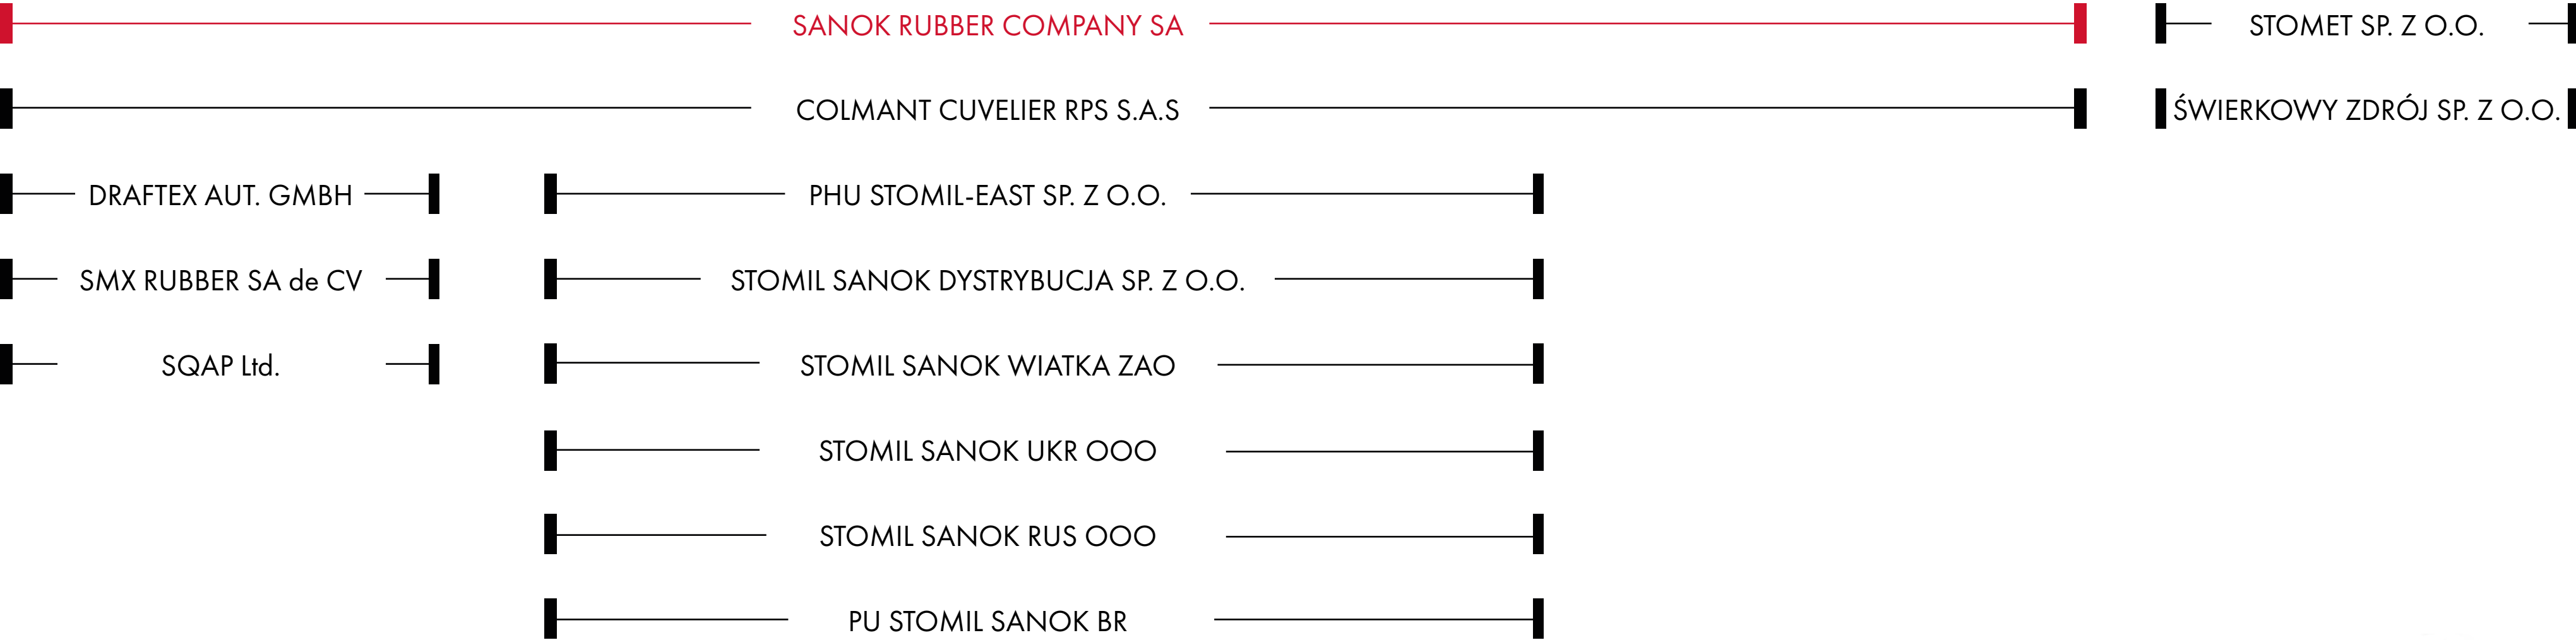 SANOK RUBBER COMPANY SA
STOMET SP. Z O.O.
COLMANT CUVELIER RPS S.A.S
ŚWIERKOWY ZDRÓJ SP. Z O.O.
DRAFTEX AUT. GMBH
PHU STOMIL-EAST SP. Z O.O.
SMX RUBBER SA de CV
STOMIL SANOK DYSTRYBUCJA SP. Z O.O.
SQAP Ltd.
STOMIL SANOK WIATKA ZAO
STOMIL SANOK UKR OOO
STOMIL SANOK RUS OOO
PU STOMIL SANOK BR